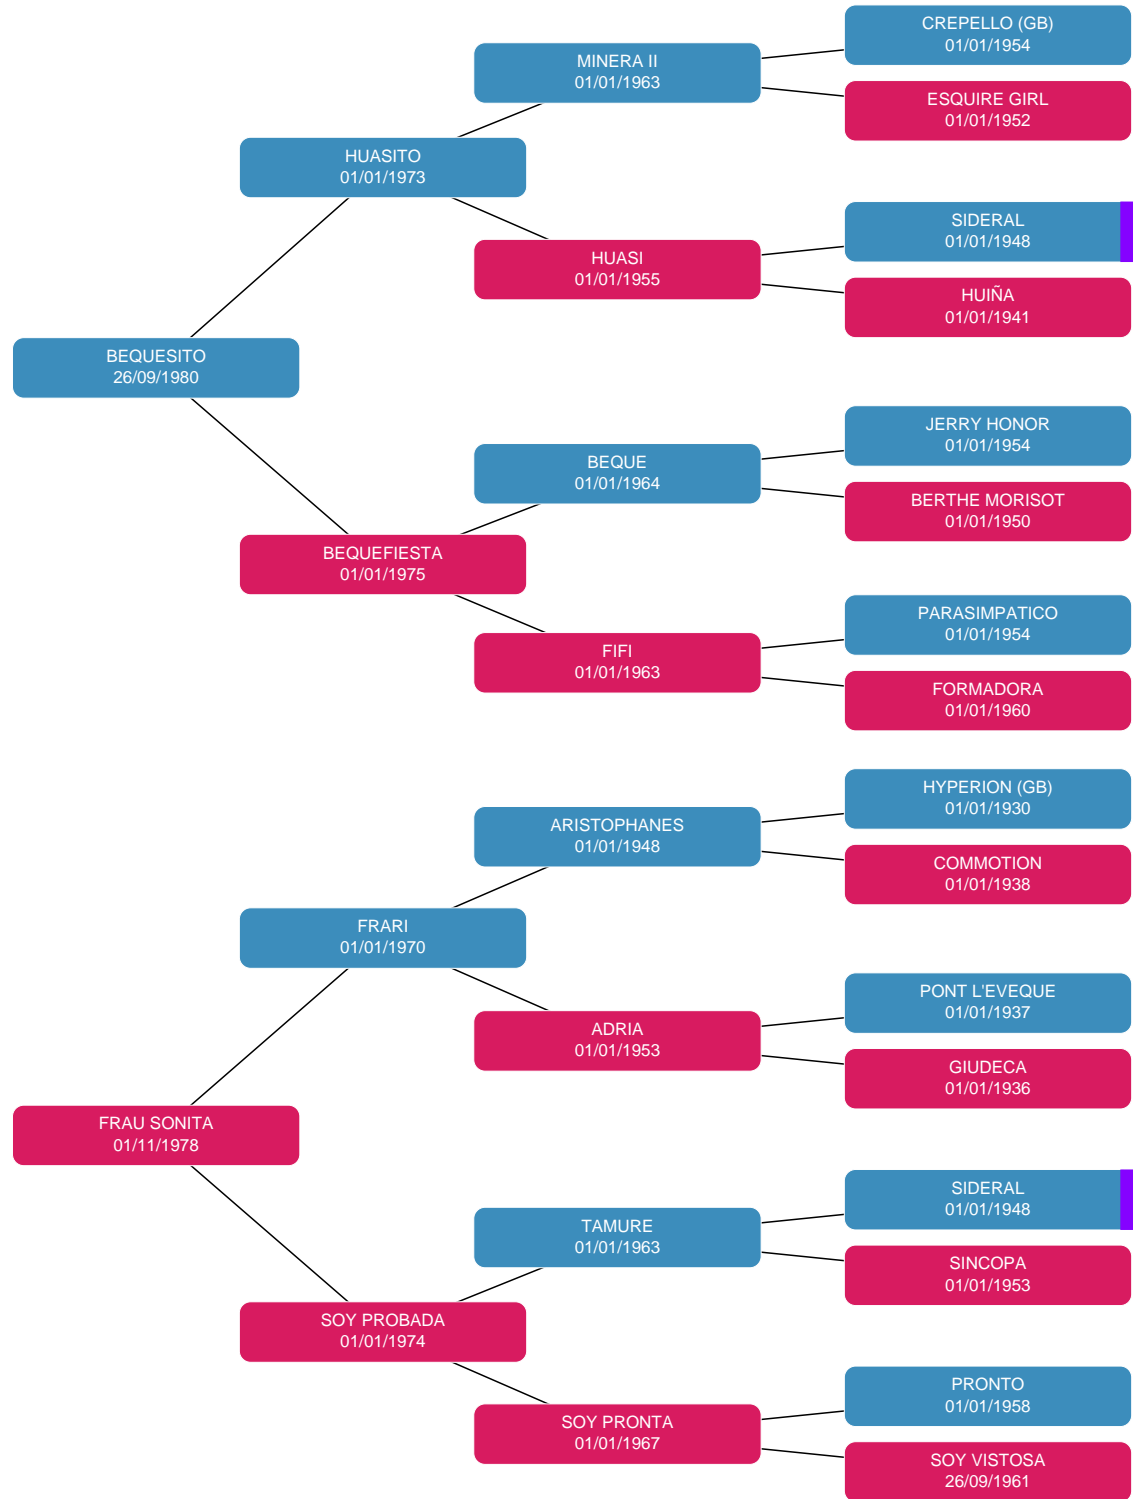 CREPELLO (GB)
01/01/1954
MINERA II
01/01/1963
ESQUIRE GIRL
01/01/1952
HUASITO
01/01/1973
SIDERAL
01/01/1948
HUASI
01/01/1955
HUIÑA
01/01/1941
BEQUESITO
26/09/1980
JERRY HONOR
01/01/1954
BEQUE
01/01/1964
BERTHE MORISOT
01/01/1950
BEQUEFIESTA
01/01/1975
PARASIMPATICO
01/01/1954
FIFI
01/01/1963
FORMADORA
01/01/1960
HYPERION (GB)
01/01/1930
ARISTOPHANES
01/01/1948
COMMOTION
01/01/1938
FRARI
01/01/1970
PONT L'EVEQUE
01/01/1937
ADRIA
01/01/1953
GIUDECA
01/01/1936
FRAU SONITA
01/11/1978
SIDERAL
01/01/1948
TAMURE
01/01/1963
SINCOPA
01/01/1953
SOY PROBADA
01/01/1974
PRONTO
01/01/1958
SOY PRONTA
01/01/1967
SOY VISTOSA
26/09/1961